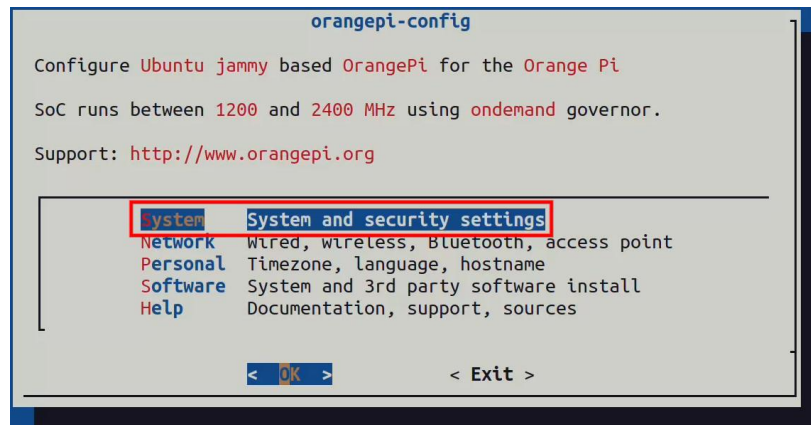 orangepi-config
Configure Ubuntu jammy based OrangePi for the Orange Pi
SoC runs between 1200 and 2400 MHz using ondemand governor.
Support: http://www.orangepi.org
System System and security settings
Network Wired, wireless, Bluetooth, access point
Personal Timezone, language, hostname
Software System and 3rd party software install
Help Documentation, support, sources
< OK > < Exit >